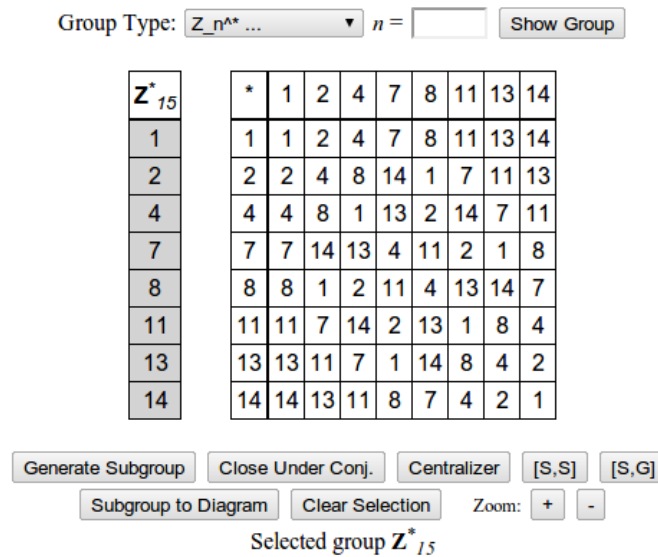 Group Type: Z_n^* ... ▼ n = Show Group
Z*15 * 1 2 4 7 8 11 13 14
1 1 1 2 4 7 8 11 13 14
2 2 2 4 8 14 1 7 11 13
4 4 4 8 1 13 2 14 7 11
7 7 7 14 13 4 11 2 1 8
8 8 8 1 2 11 4 13 14 7
11 11 11 7 14 2 13 1 8 4
13 13 13 11 7 1 14 8 4 2
14 14 14 13 11 8 7 4 2 1
Generate Subgroup Close Under Conj. Centralizer [S,S] [S,G]
Subgroup to Diagram Clear Selection Zoom: + -
Selected group Z*15